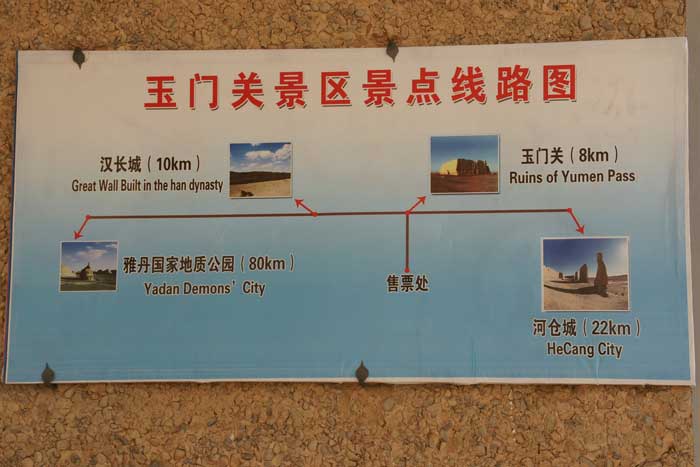 玉门关景区景点线路图
汉长城（10km）
Great Wall Built in the han dynasty
玉门关（8km）
Ruins of Yumen Pass
雅丹国家地质公园（80km）
Yadan Demons' City
售票处
河仓城（22km）
HeCang City